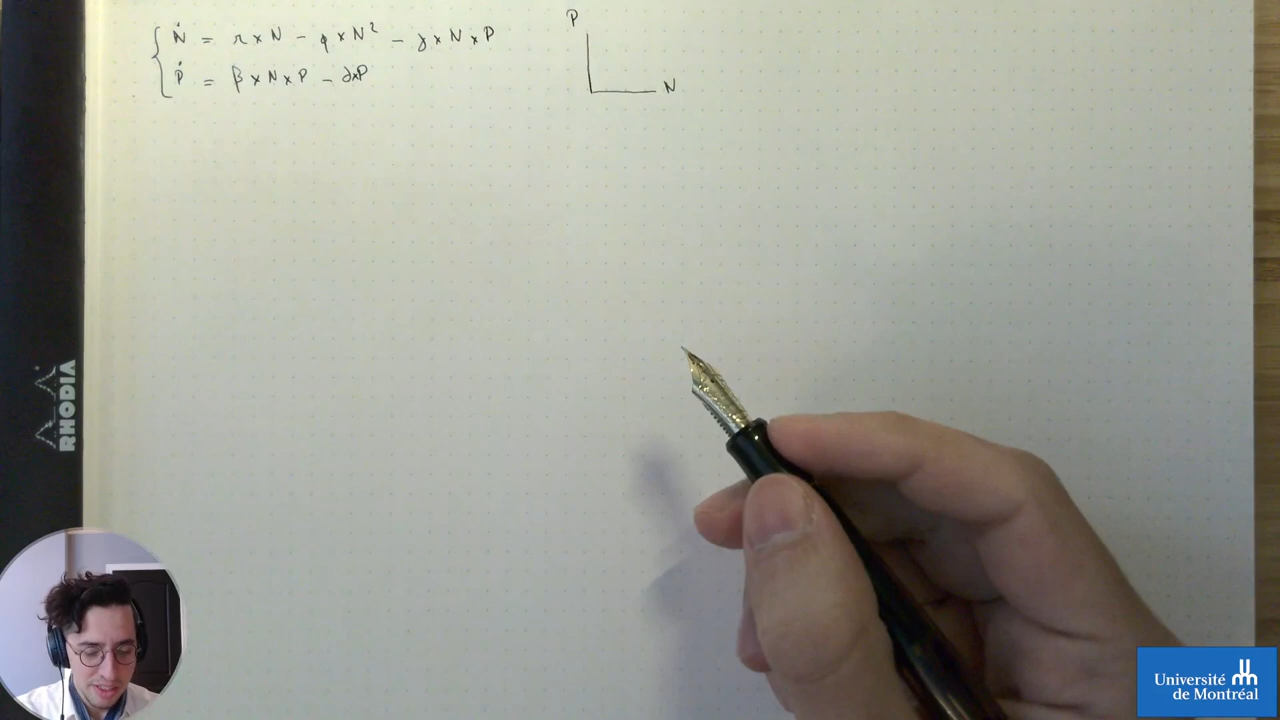 Ṅ = r × N - q × N² - γ × N × P
Ṗ = β × N × P - δ×P
P
N
RHODIA
Université
de Montréal